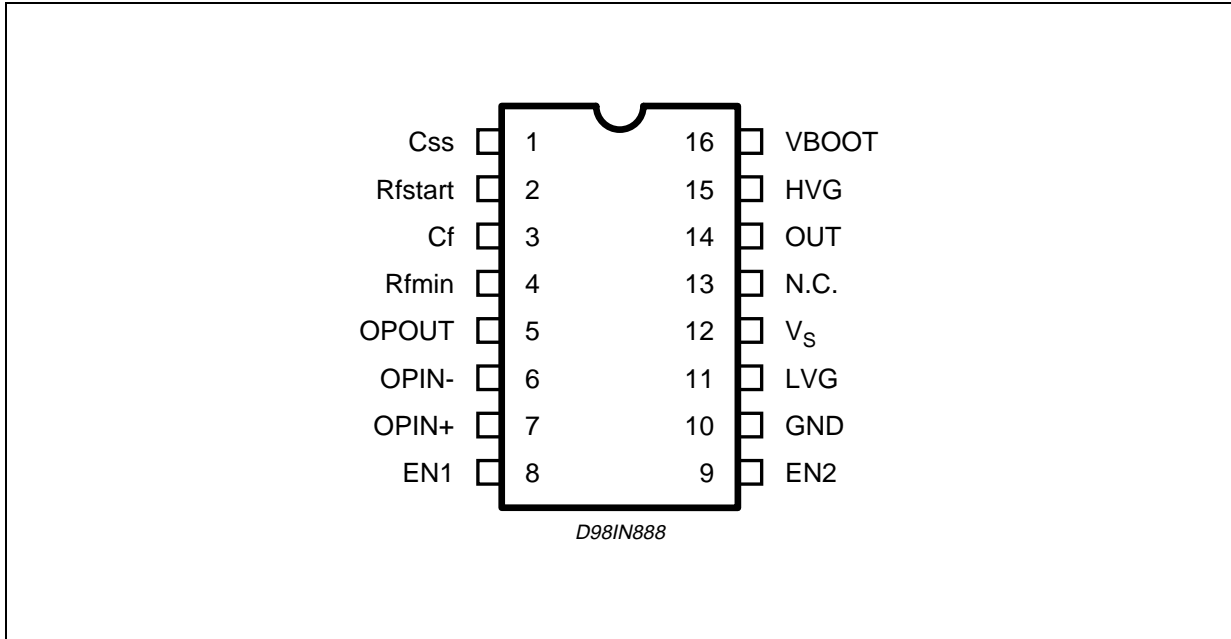 Css 1 16 VBOOT
Rfstart 2 15 HVG
Cf 3 14 OUT
Rfmin 4 13 N.C.
OPOUT 5 12 VS
OPIN- 6 11 LVG
OPIN+ 7 10 GND
EN1 8 9 EN2
D98IN888